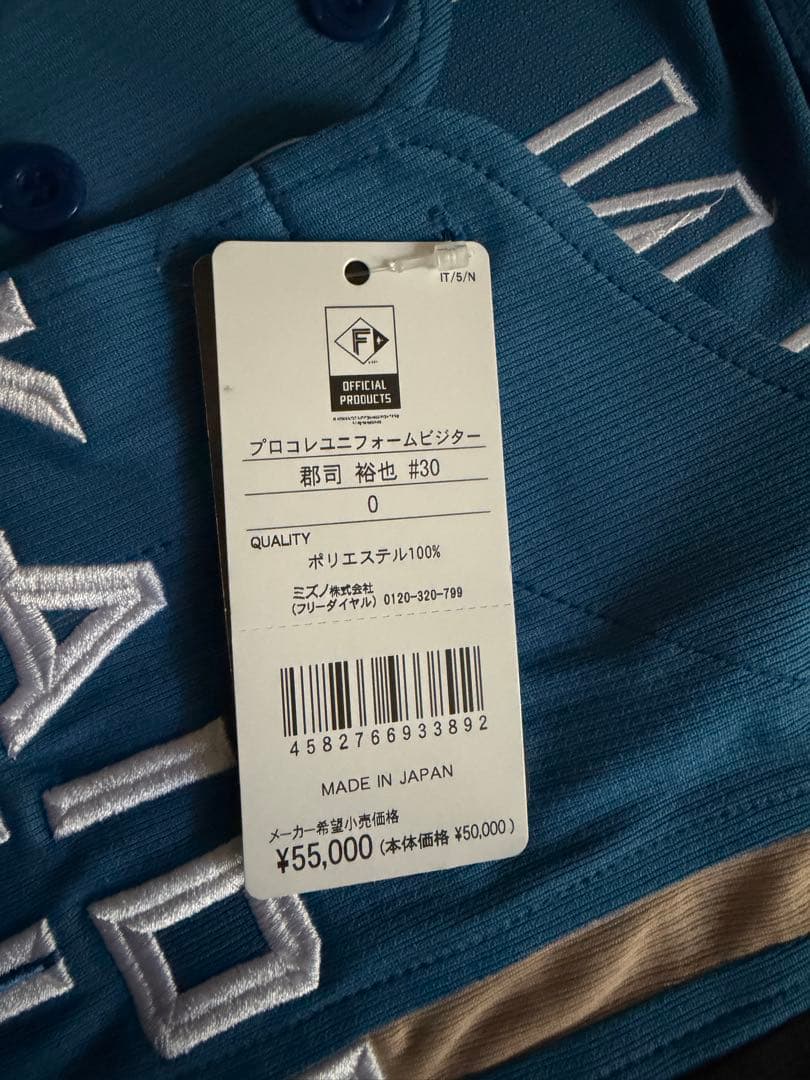 IT/5/N
F
OFFICIAL
PRODUCTS
プロコレユニフォームビジター
郡司 裕也 #30
0
QUALITY
ポリエステル100%
ミズノ株式会社
(フリーダイヤル) 0120-320-799
4582766933892
MADE IN JAPAN
メーカー希望小売価格
¥55,000 (本体価格 ¥50,000)